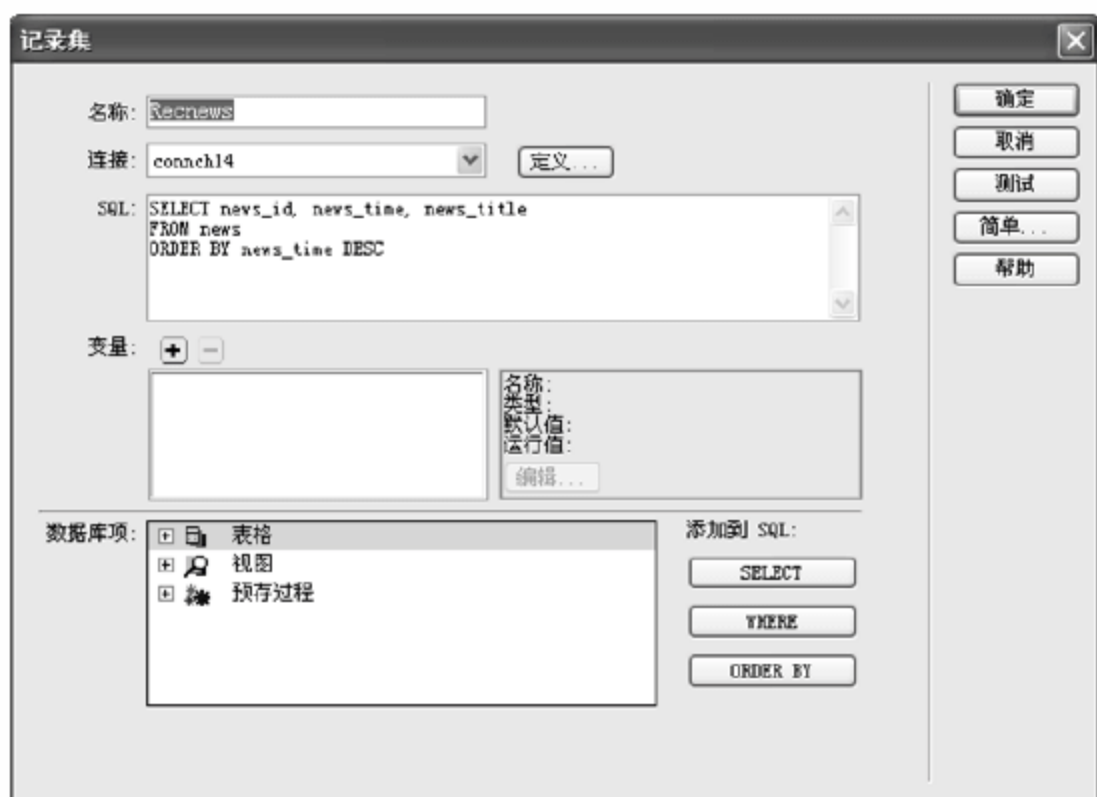 记录集
名称: Recnews
连接: connch14 定义...
SQL: SELECT news_id, news_time, news_title
FROM news
ORDER BY news_time DESC
变量:
名称:
类型:
默认值:
运行值:
编辑...
数据库项: 表格
视图
预存过程
添加到 SQL:
SELECT
WHERE
ORDER BY
确定
取消
测试
简单...
帮助